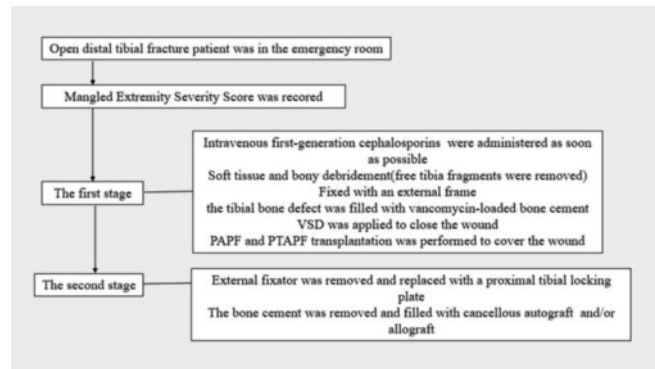 Open distal tibial fracture patient was in the emergency room
Mangled Extremity Severity Score was recored
The first stage
Intravenous first-generation cephalosporins were administered as soon
as possible
Soft tissue and bony debridement(free tibia fragments were removed)
Fixed with an external frame
the tibial bone defect was filled with vancomycin-loaded bone cement
VSD was applied to close the wound
PAPF and PTAPF transplantation was performed to cover the wound
The second stage
External fixator was removed and replaced with a proximal tibial locking
plate
The bone cement was removed and filled with cancellous autograft and/or
allograft